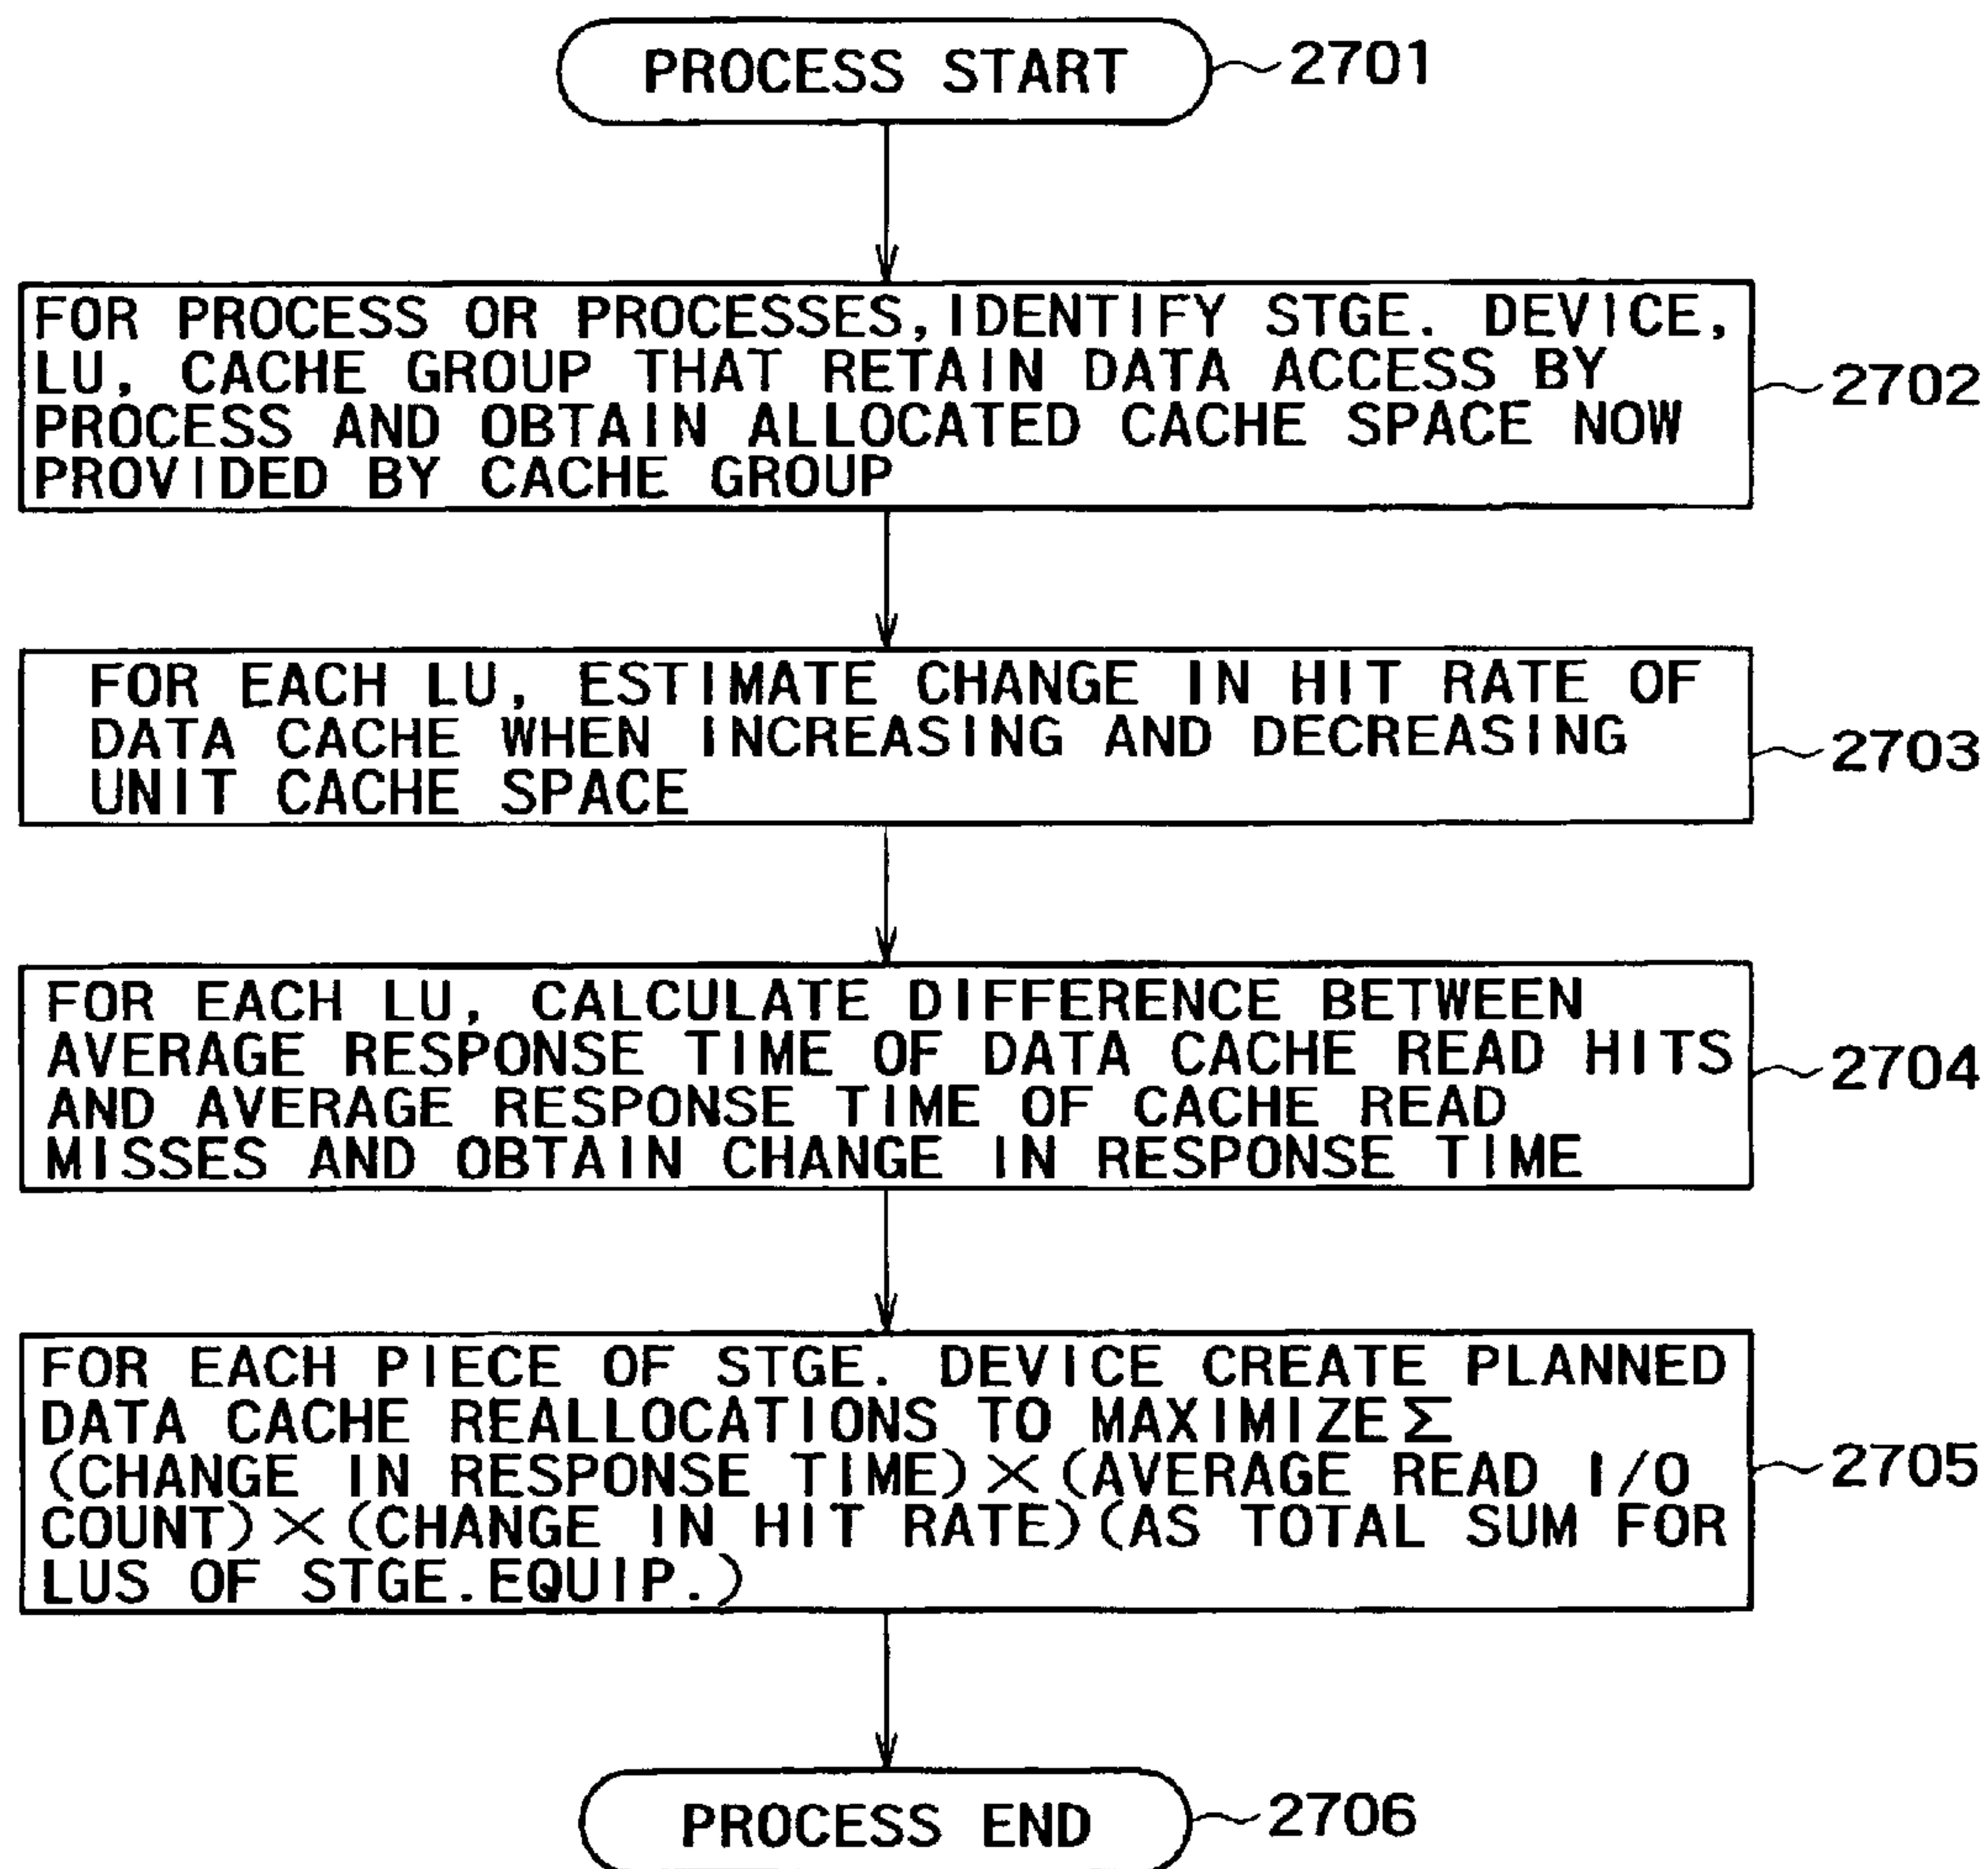 PROCESS START
2701
FOR PROCESS OR PROCESSES, IDENTIFY STGE. DEVICE,
LU, CACHE GROUP THAT RETAIN DATA ACCESS BY
PROCESS AND OBTAIN ALLOCATED CACHE SPACE NOW
PROVIDED BY CACHE GROUP
2702
FOR EACH LU, ESTIMATE CHANGE IN HIT RATE OF
DATA CACHE WHEN INCREASING AND DECREASING
UNIT CACHE SPACE
2703
FOR EACH LU, CALCULATE DIFFERENCE BETWEEN
AVERAGE RESPONSE TIME OF DATA CACHE READ HITS
AND AVERAGE RESPONSE TIME OF CACHE READ
MISSES AND OBTAIN CHANGE IN RESPONSE TIME
2704
FOR EACH PIECE OF STGE. DEVICE CREATE PLANNED
DATA CACHE REALLOCATIONS TO MAXIMIZE Σ
(CHANGE IN RESPONSE TIME)×(AVERAGE READ I/O
COUNT)×(CHANGE IN HIT RATE)(AS TOTAL SUM FOR
LUS OF STGE.EQUIP.)
2705
PROCESS END
2706